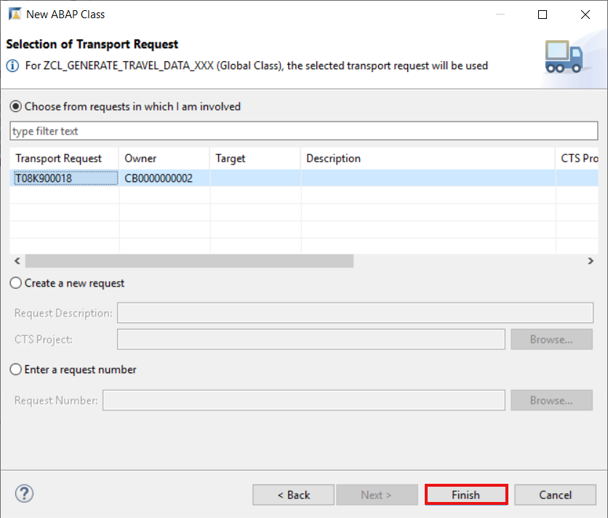 New ABAP Class
Selection of Transport Request
For ZCL_GENERATE_TRAVEL_DATA_XXX (Global Class), the selected transport request will be used
Choose from requests in which I am involved
type filter text
Transport Request Owner Target Description CTS Pro
T08K900018 CB0000000002
Create a new request
Request Description:
CTS Project: Browse...
Enter a request number
Request Number: Browse...
? < Back Next > Finish Cancel